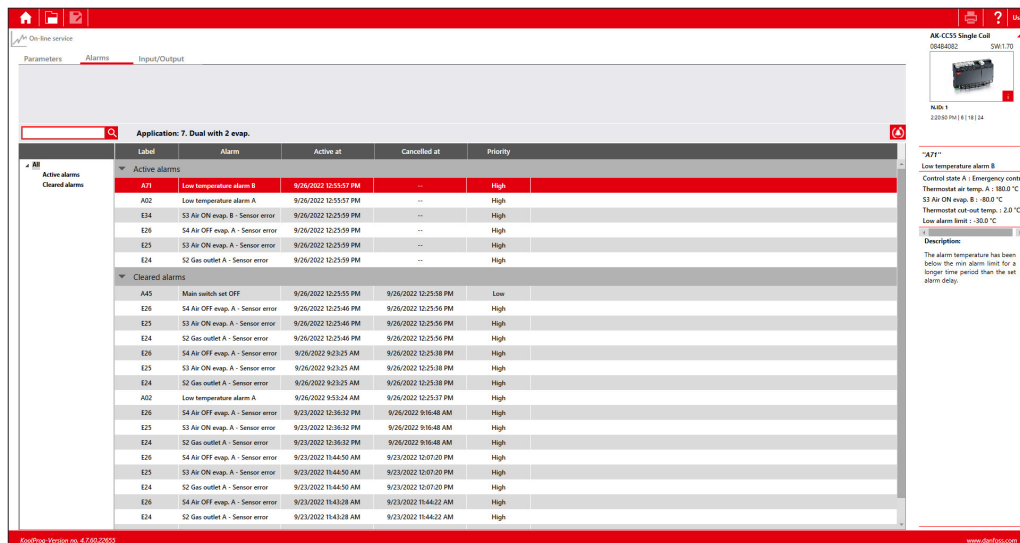 ? Us
On-line service
Parameters Alarms Input/Output
Application: 7. Dual with 2 evap.
Label Alarm Active at Cancelled at Priority
All
Active alarms
Cleared alarms
Active alarms
A71 Low temperature alarm B 9/26/2022 12:55:57 PM -- High
A02 Low temperature alarm A 9/26/2022 12:55:57 PM -- High
E34 S3 Air ON evap. B - Sensor error 9/26/2022 12:25:59 PM -- High
E26 S4 Air OFF evap. A - Sensor error 9/26/2022 12:25:59 PM -- High
E25 S3 Air ON evap. A - Sensor error 9/26/2022 12:25:59 PM -- High
E24 S2 Gas outlet A - Sensor error 9/26/2022 12:25:59 PM -- High
Cleared alarms
A45 Main switch set OFF 9/26/2022 12:25:55 PM 9/26/2022 12:25:58 PM Low
E26 S4 Air OFF evap. A - Sensor error 9/26/2022 12:25:46 PM 9/26/2022 12:25:56 PM High
E25 S3 Air ON evap. A - Sensor error 9/26/2022 12:25:46 PM 9/26/2022 12:25:56 PM High
E24 S2 Gas outlet A - Sensor error 9/26/2022 12:25:46 PM 9/26/2022 12:25:56 PM High
E26 S4 Air OFF evap. A - Sensor error 9/26/2022 9:23:25 AM 9/26/2022 12:25:38 PM High
E25 S3 Air ON evap. A - Sensor error 9/26/2022 9:23:25 AM 9/26/2022 12:25:38 PM High
E24 S2 Gas outlet A - Sensor error 9/26/2022 9:23:25 AM 9/26/2022 12:25:38 PM High
A02 Low temperature alarm A 9/26/2022 9:53:24 AM 9/26/2022 12:25:37 PM High
E26 S4 Air OFF evap. A - Sensor error 9/23/2022 12:36:32 PM 9/26/2022 9:16:48 AM High
E25 S3 Air ON evap. A - Sensor error 9/23/2022 12:36:32 PM 9/26/2022 9:16:48 AM High
E24 S2 Gas outlet A - Sensor error 9/23/2022 12:36:32 PM 9/26/2022 9:16:48 AM High
E26 S4 Air OFF evap. A - Sensor error 9/23/2022 11:44:50 AM 9/23/2022 12:07:20 PM High
E25 S3 Air ON evap. A - Sensor error 9/23/2022 11:44:50 AM 9/23/2022 12:07:20 PM High
E24 S2 Gas outlet A - Sensor error 9/23/2022 11:44:50 AM 9/23/2022 12:07:20 PM High
E26 S4 Air OFF evap. A - Sensor error 9/23/2022 11:43:28 AM 9/23/2022 11:44:22 AM High
E24 S2 Gas outlet A - Sensor error 9/23/2022 11:43:28 AM 9/23/2022 11:44:22 AM High
AK-CC55 Single Coil
084B4082 SW:1.70
i
N.ID: 1
2:20:50 PM | 6 | 18 | 24
"A71"
Low temperature alarm B
Control state A : Emergency contr
Thermostat air temp. A : 180.0 °C
S3 Air ON evap. B : -80.0 °C
Thermostat cut-out temp. : 2.0 °C
Low alarm limit : -30.0 °C
Description:
The alarm temperature has been
below the min alarm limit for a
longer time period than the set
alarm delay.
KoolProg-Version no. 4.7.60.22655
www.danfoss.com